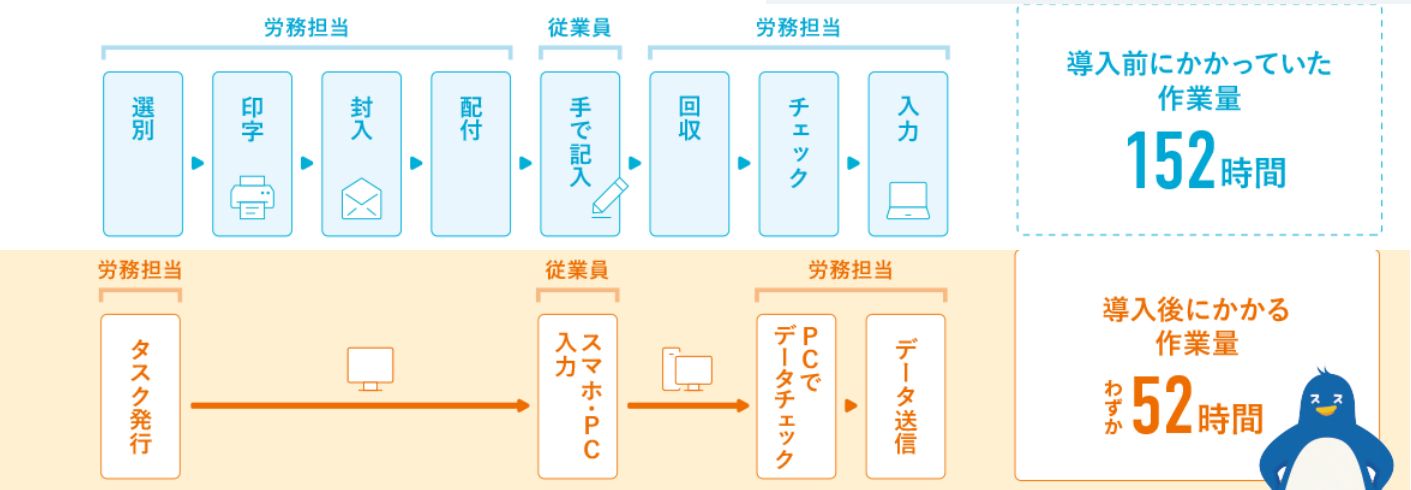 労務担当
従業員
労務担当
選別
印字
封入
配付
手で記入
回収
チェック
入力
導入前にかかっていた
作業量
152時間
労務担当
従業員
労務担当
タスク発行
スマホ・PC
入力
PCで
データチェック
データ送信
導入後にかかる
作業量
わずか
52時間